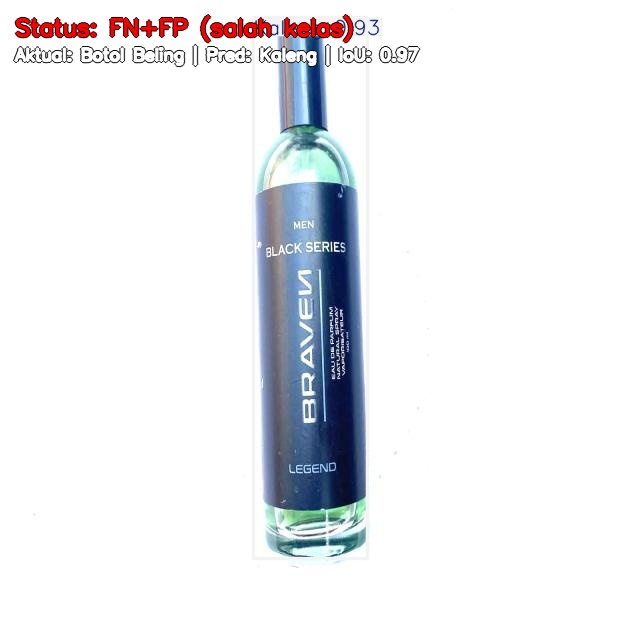 Status: FN+FP (salah kelas)
Aktual: Botol Beling | Pred: Kaleng | IoU: 0.97
MEN
BLACK SERIES
BRAVEN
EAU DE PARFUM
NATURAL SPRAY
VAPORISATEUR
LEGEND